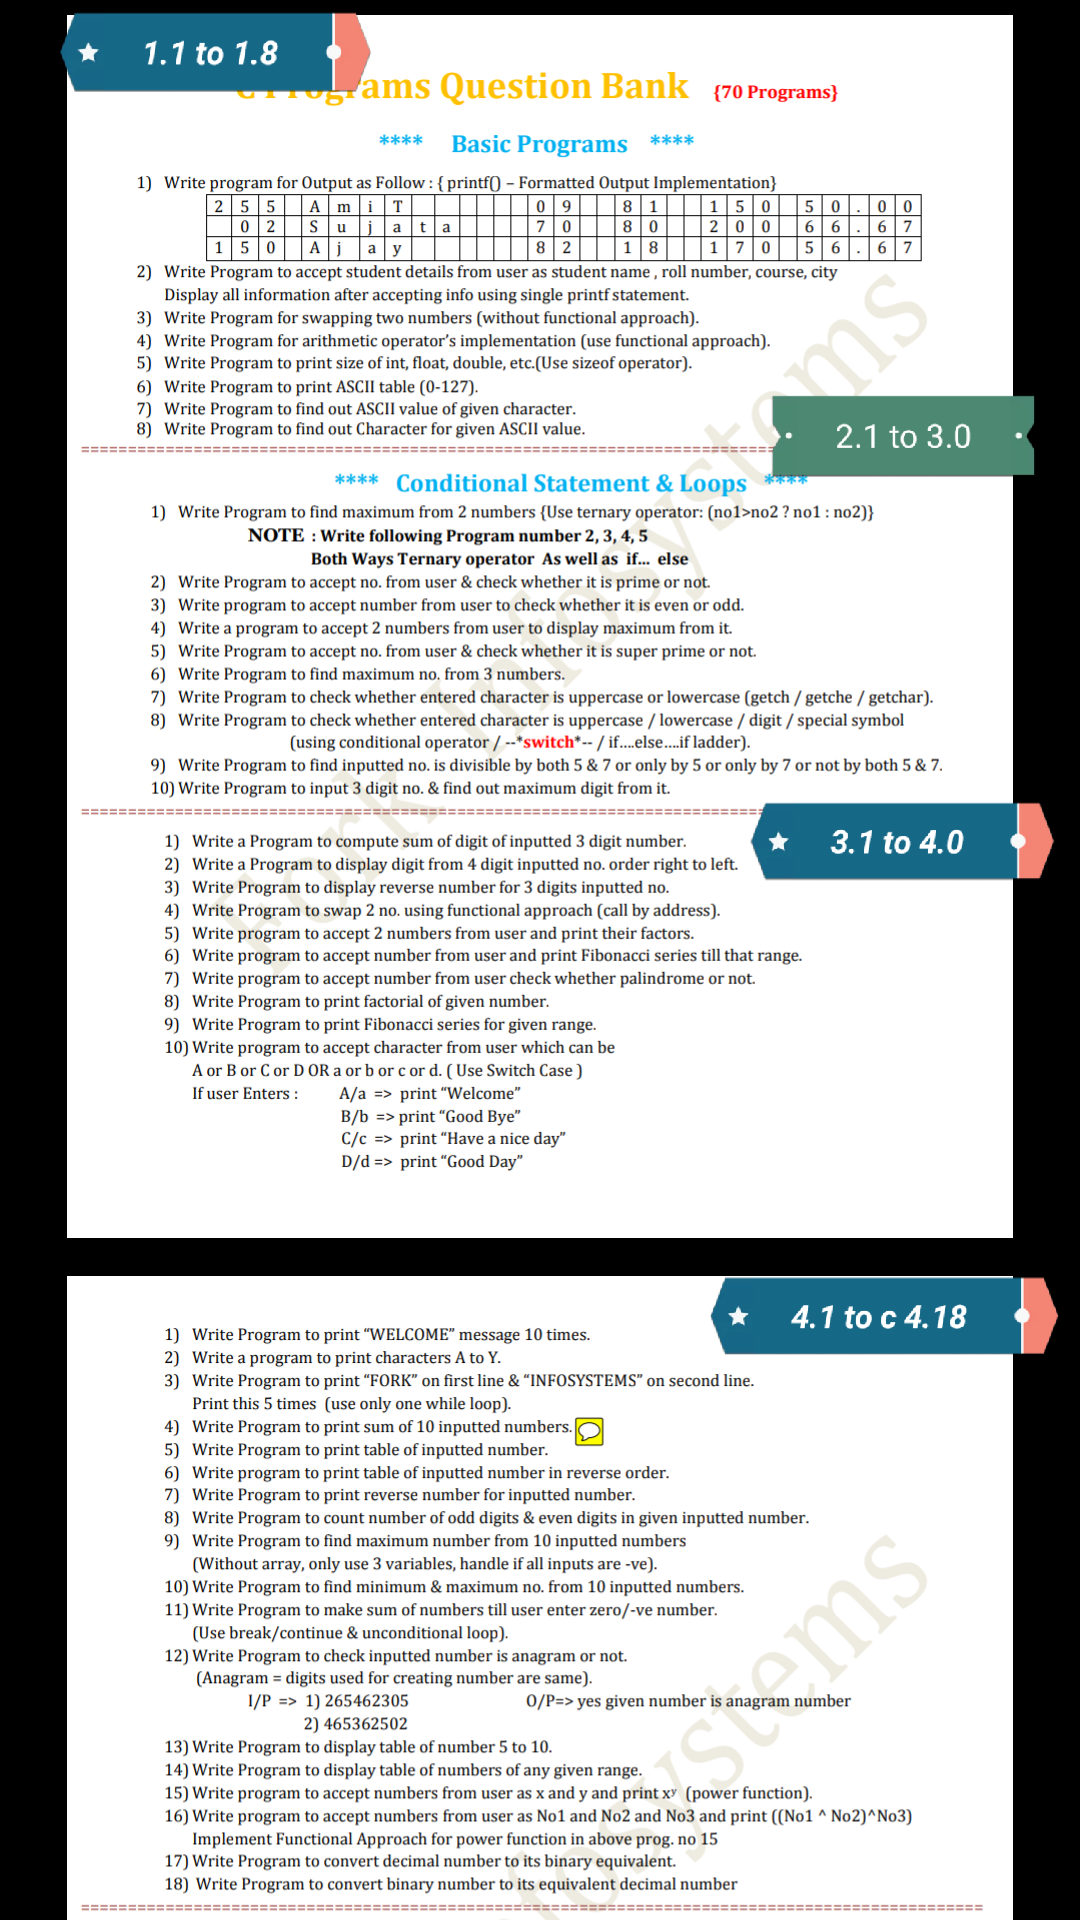 1.1 to 1.8
C Programs Question Bank {70 Programs}
**** Basic Programs ****
1) Write program for Output as Follow : { printf() – Formatted Output Implementation}
2 5 5 A m i T 0 9 8 1 1 5 0 5 0 . 0 0
0 2 S u j a t a 7 0 8 0 2 0 0 6 6 . 6 7
1 5 0 A j a y 8 2 1 8 1 7 0 5 6 . 6 7
2) Write Program to accept student details from user as student name , roll number, course, city
Display all information after accepting info using single printf statement.
3) Write Program for swapping two numbers (without functional approach).
4) Write Program for arithmetic operator's implementation (use functional approach).
5) Write Program to print size of int, float, double, etc.(Use sizeof operator).
6) Write Program to print ASCII table (0-127).
7) Write Program to find out ASCII value of given character.
8) Write Program to find out Character for given ASCII value.
2.1 to 3.0
**** Conditional Statement & Loops ****
1) Write Program to find maximum from 2 numbers {Use ternary operator: (no1>no2 ? no1 : no2)}
NOTE : Write following Program number 2, 3, 4, 5
Both Ways Ternary operator As well as if... else
2) Write Program to accept no. from user & check whether it is prime or not.
3) Write program to accept number from user to check whether it is even or odd.
4) Write a program to accept 2 numbers from user to display maximum from it.
5) Write Program to accept no. from user & check whether it is super prime or not.
6) Write Program to find maximum no. from 3 numbers.
7) Write Program to check whether entered character is uppercase or lowercase (getch / getche / getchar).
8) Write Program to check whether entered character is uppercase / lowercase / digit / special symbol
(using conditional operator / --*switch*-- / if....else....if ladder).
9) Write Program to find inputted no. is divisible by both 5 & 7 or only by 5 or only by 7 or not by both 5 & 7.
10) Write Program to input 3 digit no. & find out maximum digit from it.
3.1 to 4.0
1) Write a Program to compute sum of digit of inputted 3 digit number.
2) Write a Program to display digit from 4 digit inputted no. order right to left.
3) Write Program to display reverse number for 3 digits inputted no.
4) Write Program to swap 2 no. using functional approach (call by address).
5) Write program to accept 2 numbers from user and print their factors.
6) Write program to accept number from user and print Fibonacci series till that range.
7) Write program to accept number from user check whether palindrome or not.
8) Write Program to print factorial of given number.
9) Write Program to print Fibonacci series for given range.
10) Write program to accept character from user which can be
A or B or C or D OR a or b or c or d. ( Use Switch Case )
If user Enters : A/a => print “Welcome”
B/b => print “Good Bye”
C/c => print “Have a nice day”
D/d => print “Good Day”
Fork Infosystems
4.1 to c 4.18
1) Write Program to print “WELCOME” message 10 times.
2) Write a program to print characters A to Y.
3) Write Program to print “FORK” on first line & “INFOSYSTEMS” on second line.
Print this 5 times (use only one while loop).
4) Write Program to print sum of 10 inputted numbers.
5) Write Program to print table of inputted number.
6) Write program to print table of inputted number in reverse order.
7) Write Program to print reverse number for inputted number.
8) Write Program to count number of odd digits & even digits in given inputted number.
9) Write Program to find maximum number from 10 inputted numbers
(Without array, only use 3 variables, handle if all inputs are -ve).
10) Write Program to find minimum & maximum no. from 10 inputted numbers.
11) Write Program to make sum of numbers till user enter zero/-ve number.
(Use break/continue & unconditional loop).
12) Write Program to check inputted number is anagram or not.
(Anagram = digits used for creating number are same).
I/P => 1) 265462305 O/P=> yes given number is anagram number
2) 465362502
13) Write Program to display table of number 5 to 10.
14) Write Program to display table of numbers of any given range.
15) Write program to accept numbers from user as x and y and print xʸ (power function).
16) Write program to accept numbers from user as No1 and No2 and No3 and print ((No1 ^ No2)^No3)
Implement Functional Approach for power function in above prog. no 15
17) Write Program to convert decimal number to its binary equivalent.
18) Write Program to convert binary number to its equivalent decimal number
fosystems